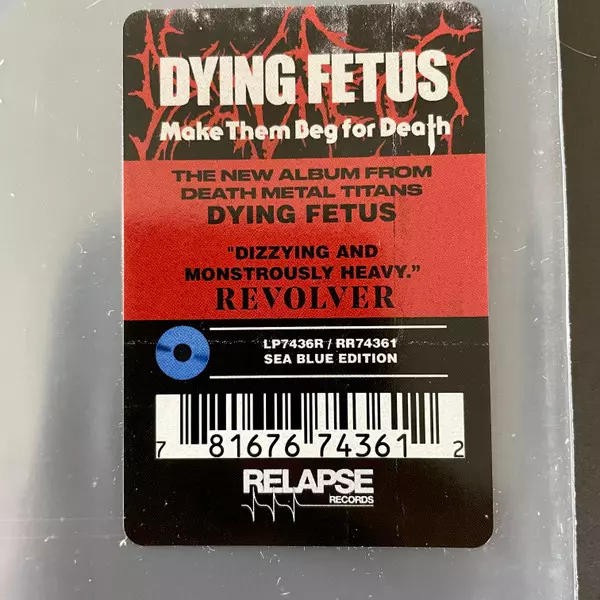 DYING FETUS
Make Them Beg for Death
THE NEW ALBUM FROM
DEATH METAL TITANS
DYING FETUS
"DIZZYING AND
MONSTROUSLY HEAVY."
REVOLVER
LP7436R / RR74361
SEA BLUE EDITION
7 81676 74361 2
RELAPSE
RECORDS